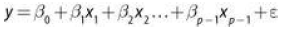 y = β₀ + β₁x₁ + β₂x₂ ... + βₚ₋₁xₚ₋₁ + ε